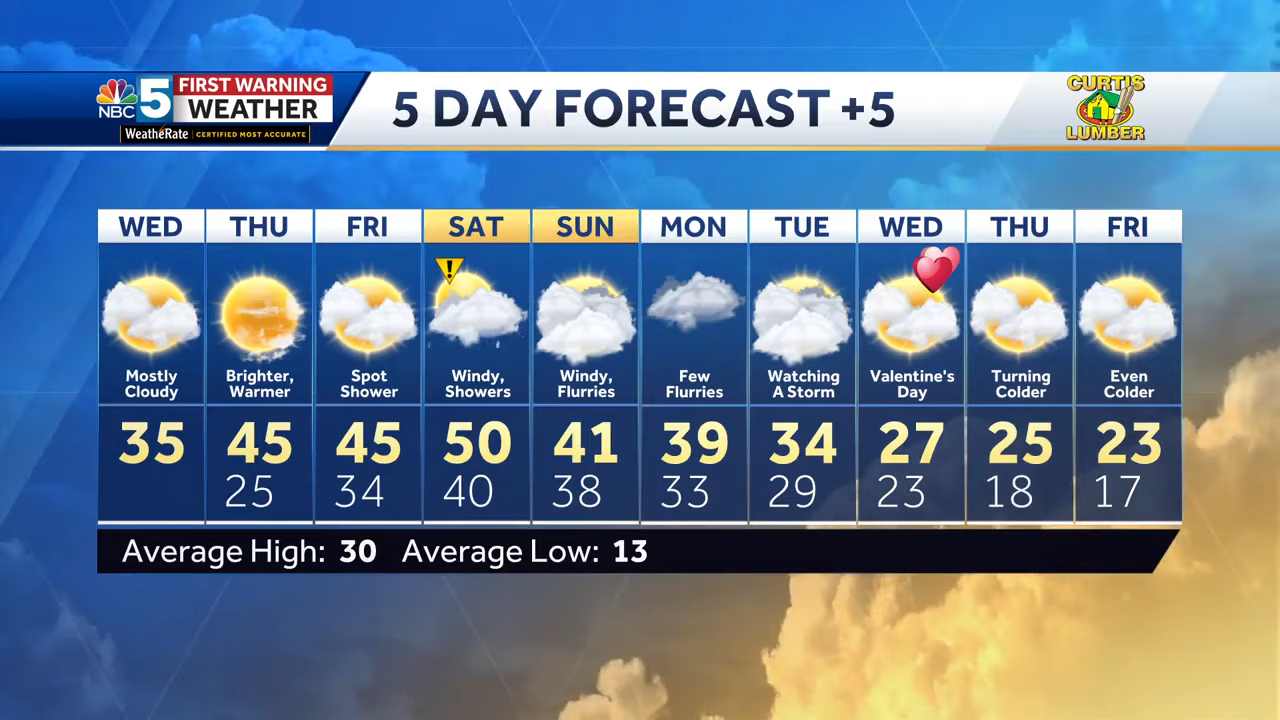 NBC 5 FIRST WARNING
WEATHER
WeatheRate CERTIFIED MOST ACCURATE
5 DAY FORECAST +5
CURTIS
LUMBER
WED THU FRI SAT SUN MON TUE WED THU FRI
!
Mostly Brighter, Spot Windy, Windy, Few Watching Valentine's Turning Even
Cloudy Warmer Shower Showers Flurries Flurries A Storm Day Colder Colder
35 45 45 50 41 39 34 27 25 23
25 34 40 38 33 29 23 18 17
Average High: 30 Average Low: 13